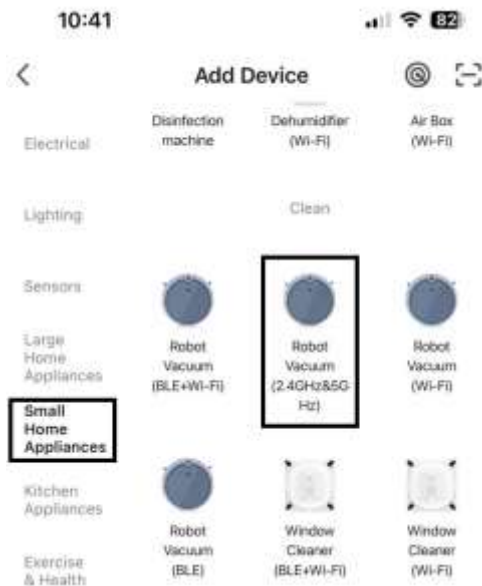 10:41
82
Add Device
Disinfection
machine
Dehumidifier
(Wi-Fi)
Air Box
(Wi-Fi)
Electrical
Lighting
Clean
Sensors
Large
Home
Appliances
Small
Home
Appliances
Kitchen
Appliances
Exercise
& Health
Robot
Vacuum
(BLE+Wi-Fi)
Robot
Vacuum
(2.4GHz&5G
Hz)
Robot
Vacuum
(Wi-Fi)
Robot
Vacuum
(BLE)
Window
Cleaner
(BLE+Wi-Fi)
Window
Cleaner
(Wi-Fi)